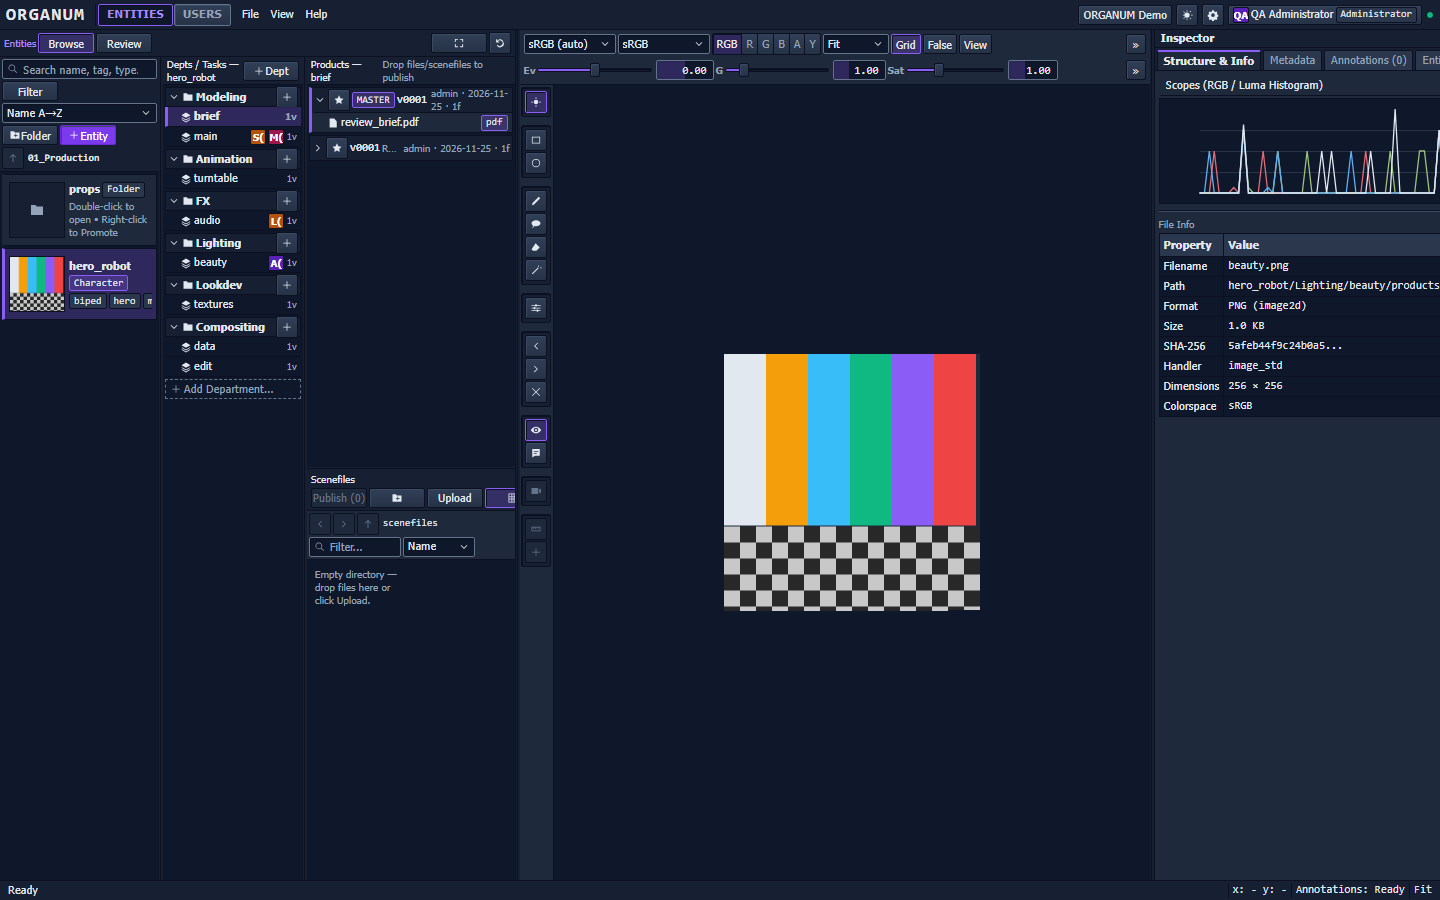 ORGANUM ENTITIES USERS File View Help ORGANUM Demo QA QA Administrator Administrator
Entities Browse Review
Search name, tag, type.
Filter
Name A→Z
Folder + Entity
01_Production
props Folder
Double-click to
open • Right-click
to Promote
hero_robot
Character
biped hero
Depts / Tasks —
hero_robot
+ Dept
Modeling
brief 1v
main S( M( 1v
Animation
turntable 1v
FX
audio L( 1v
Lighting
beauty A( 1v
Lookdev
textures 1v
Compositing
data 1v
edit 1v
+ Add Department...
Products —
brief
Drop files/scenefiles to
publish
MASTER v0001 admin · 2026-11-
25 · 1f
review_brief.pdf pdf
v0001 R... admin · 2026-11-25 · 1f
Scenefiles
Publish (0) Upload
scenefiles
Filter... Name
Empty directory —
drop files here or
click Upload.
sRGB (auto) sRGB RGB R G B A Y Fit Grid False View »
Ev 0.00 G 1.00 Sat 1.00 »
Inspector
Structure & Info Metadata Annotations (0) Enti
Scopes (RGB / Luma Histogram)
File Info
Property Value
Filename beauty.png
Path hero_robot/Lighting/beauty/products
Format PNG (image2d)
Size 1.0 KB
SHA-256 5afeb44f9c24b0a5...
Handler image_std
Dimensions 256 × 256
Colorspace sRGB
Ready x: - y: - Annotations: Ready Fit